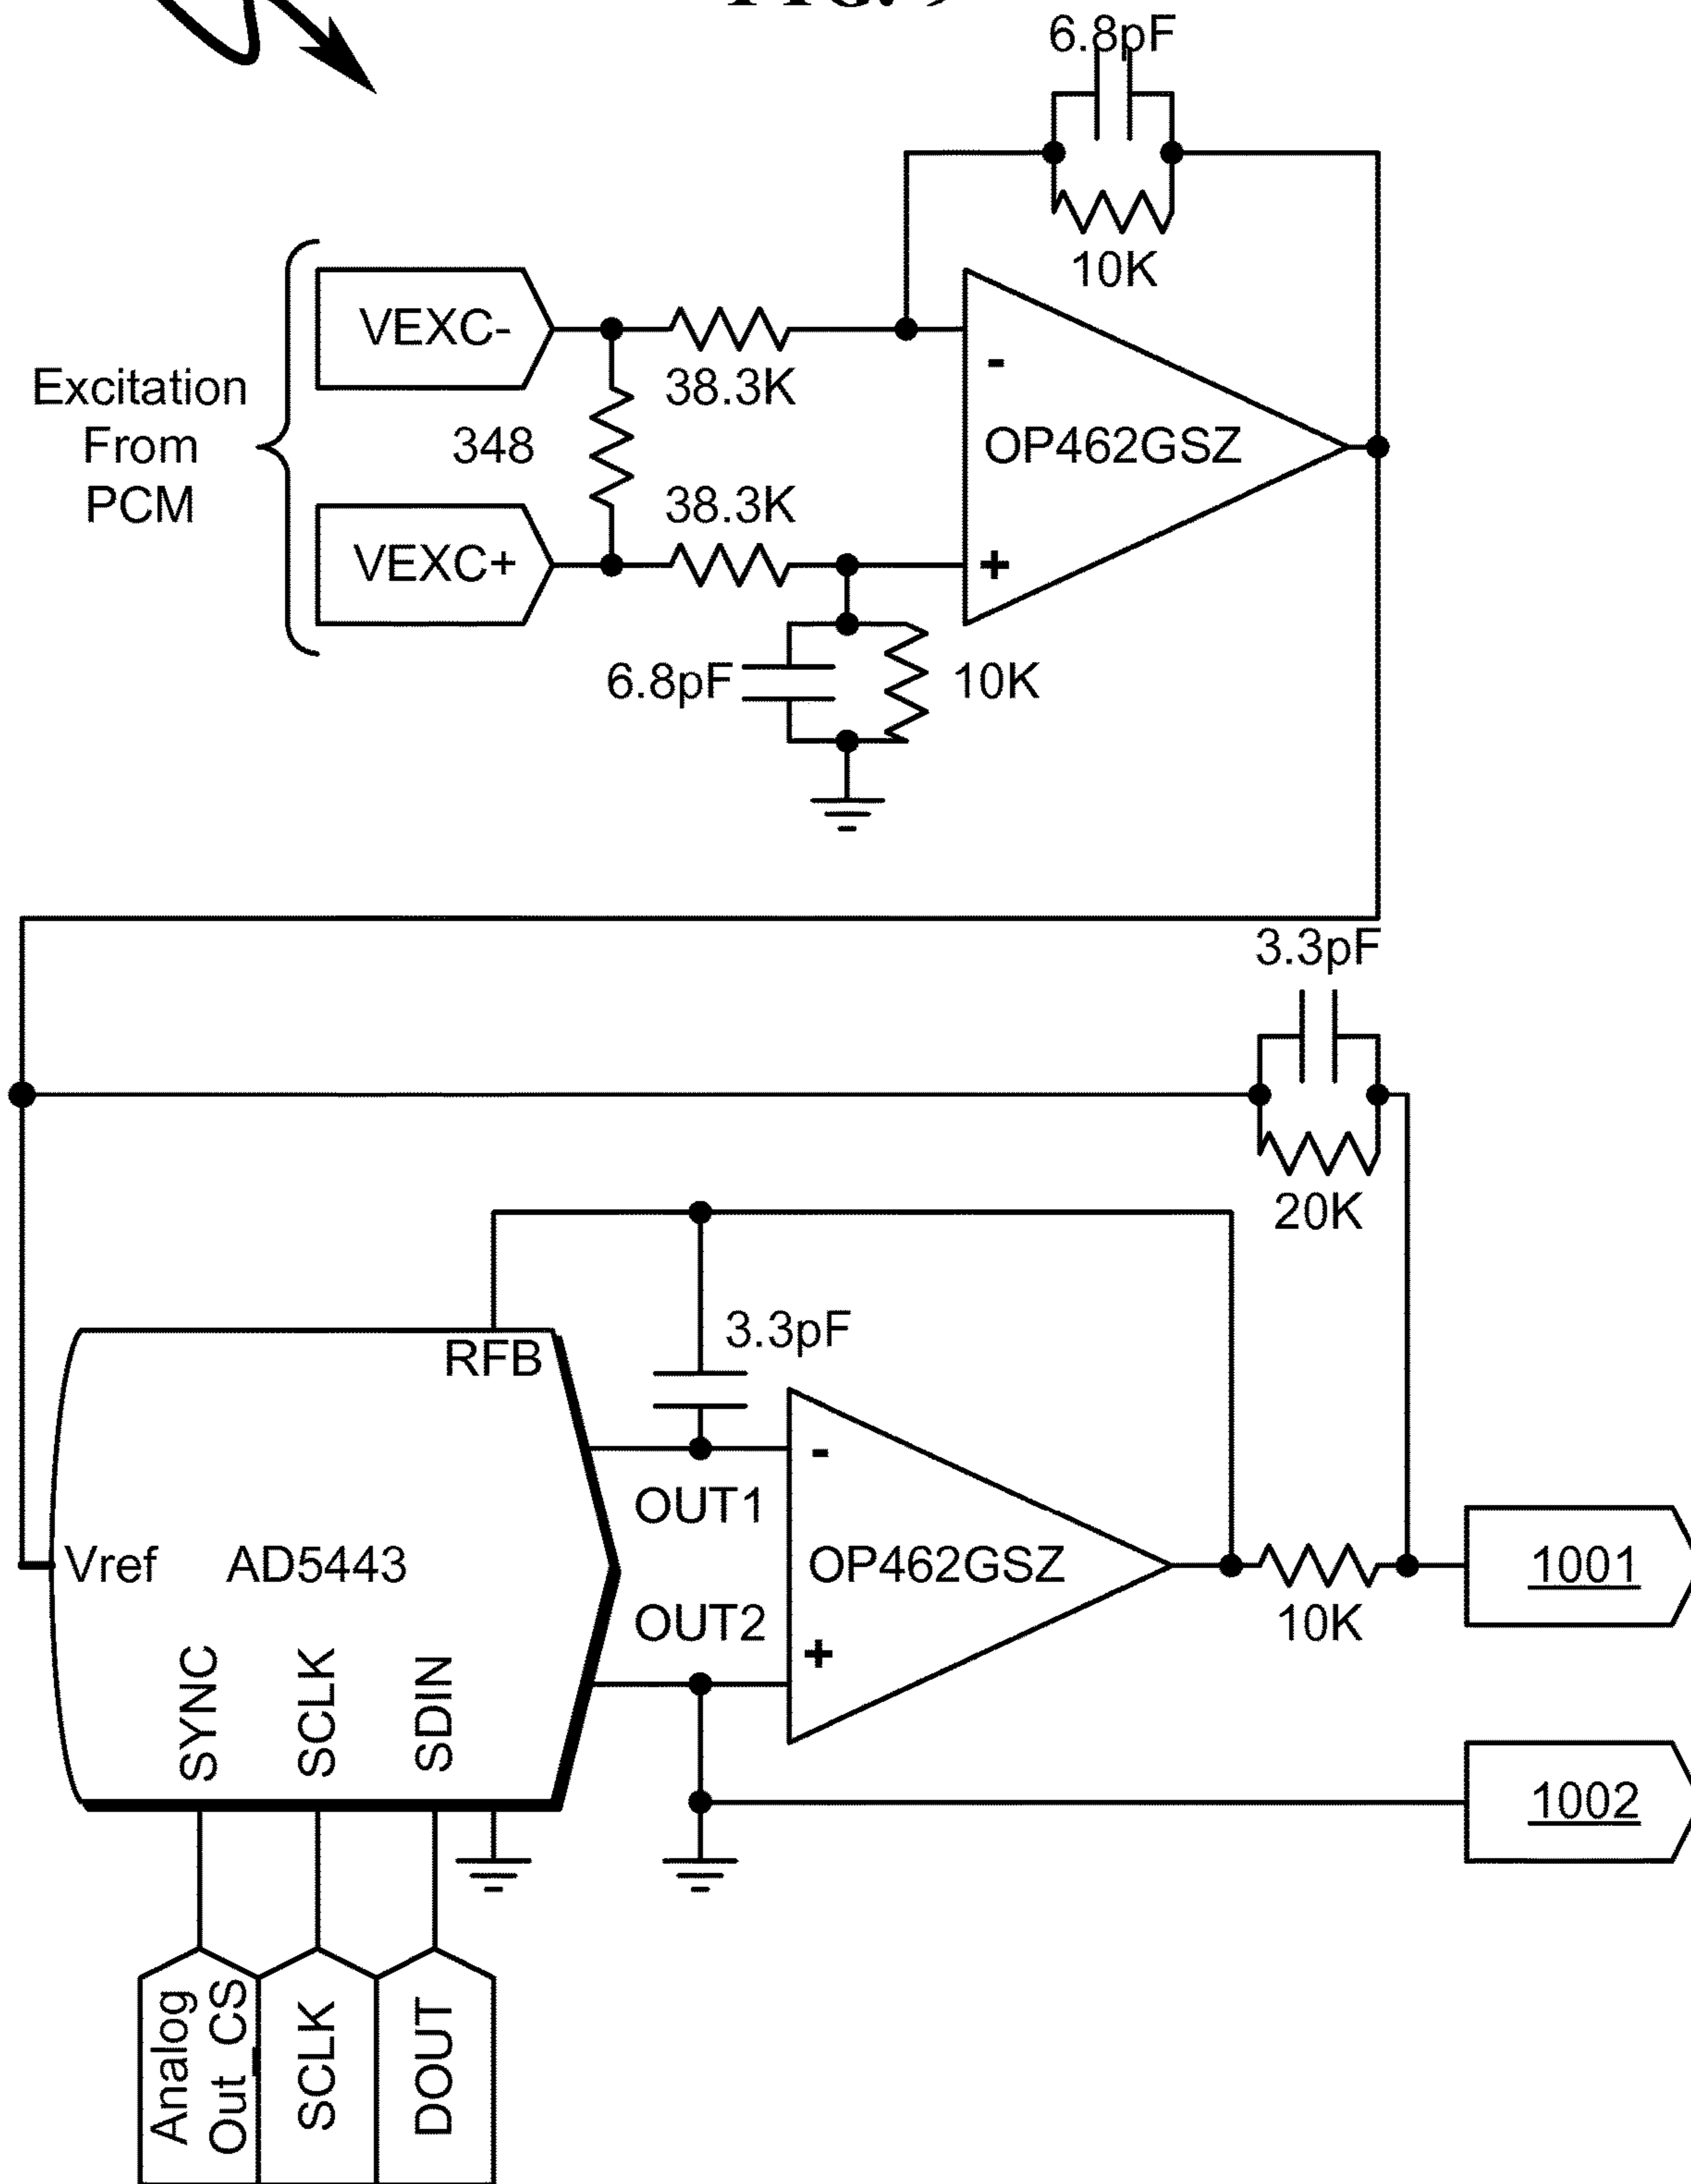 6.8pF
10K
VEXC-
38.3K
Excitation
From
PCM
348
-
OP462GSZ
38.3K
VEXC+
+
6.8pF
10K
3.3pF
20K
RFB
3.3pF
-
OUT1
Vref
AD5443
OP462GSZ
10K
1001
OUT2
+
SYNC
SCLK
SDIN
1002
Analog
Out_CS
SCLK
DOUT